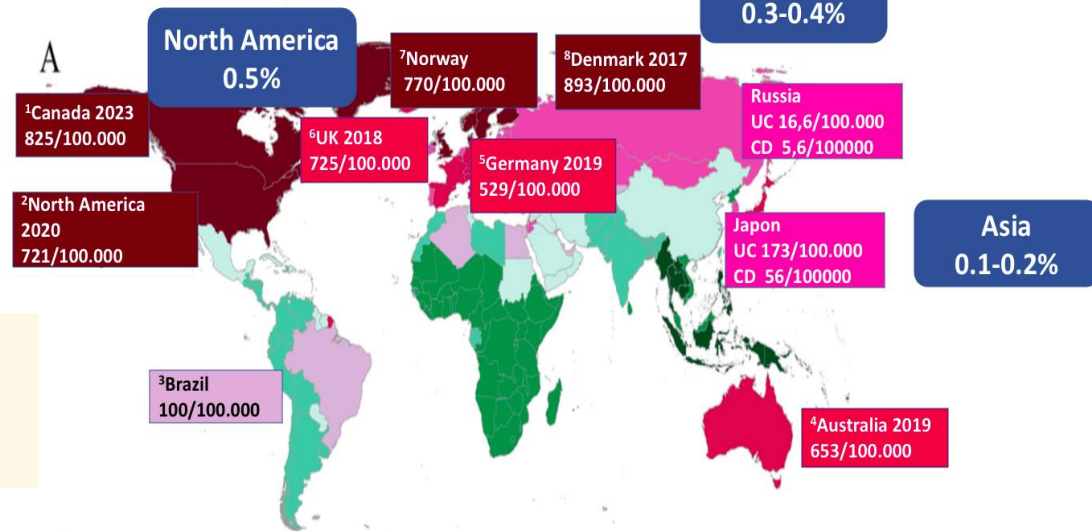 0.3-0.4%
North America
0.5%
A
⁷Norway
770/100.000
⁸Denmark 2017
893/100.000
¹Canada 2023
825/100.000
Russia
UC 16,6/100.000
CD 5,6/100000
⁶UK 2018
725/100.000
⁵Germany 2019
529/100.000
²North America
2020
721/100.000
Japon
UC 173/100.000
CD 56/100000
Asia
0.1-0.2%
³Brazil
100/100.000
⁴Australia 2019
653/100.000